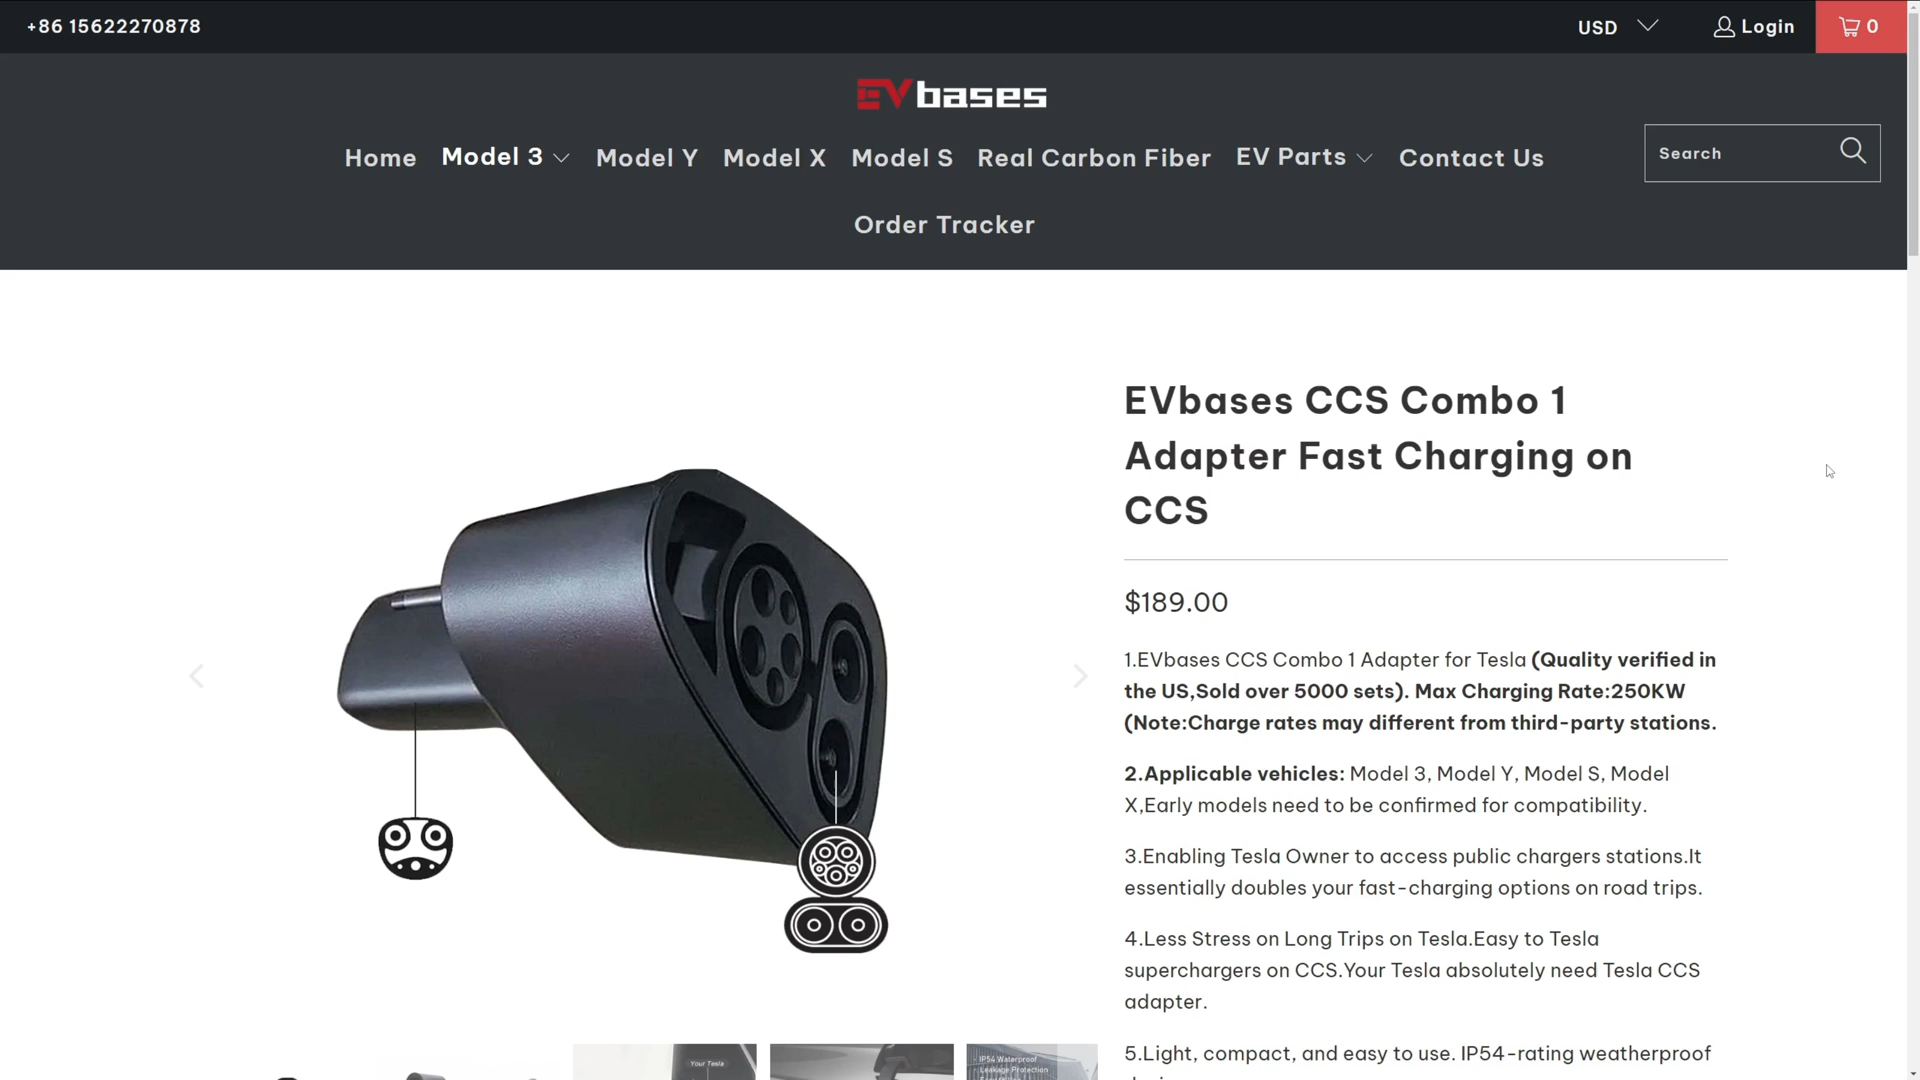 +86 15622270878
USD
Login
0
EVbases
Home
Model 3
Model Y
Model X
Model S
Real Carbon Fiber
EV Parts
Contact Us
Search
Order Tracker
EVbases CCS Combo 1
Adapter Fast Charging on
CCS
$189.00
1.EVbases CCS Combo 1 Adapter for Tesla (Quality verified in
the US,Sold over 5000 sets). Max Charging Rate:250KW
(Note:Charge rates may different from third-party stations.
2.Applicable vehicles: Model 3, Model Y, Model S, Model
X,Early models need to be confirmed for compatibility.
3.Enabling Tesla Owner to access public chargers stations.It
essentially doubles your fast-charging options on road trips.
4.Less Stress on Long Trips on Tesla.Easy to Tesla
superchargers on CCS.Your Tesla absolutely need Tesla CCS
adapter.
5.Light, compact, and easy to use. IP54-rating weatherproof
Your Tesla
IP54 Waterproof
Leakage Protection